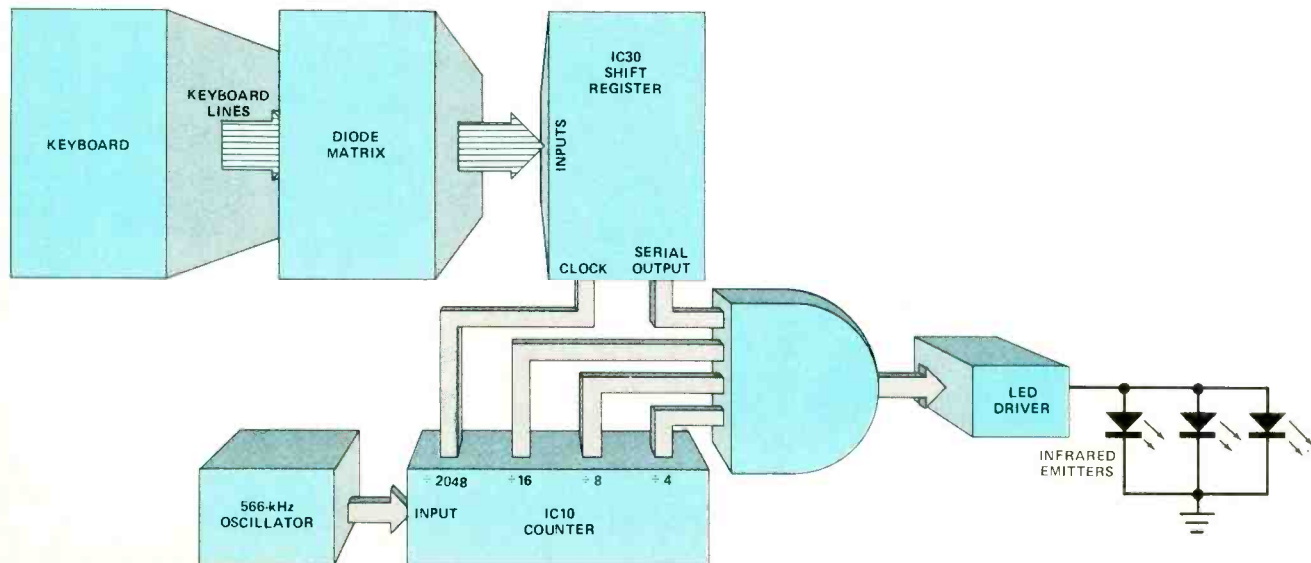 KEYBOARD
KEYBOARD
LINES
DIODE
MATRIX
IC30
SHIFT
REGISTER
INPUTS
CLOCK
SERIAL
OUTPUT
LED
DRIVER
INFRARED
EMITTERS
566-kHz
OSCILLATOR
÷ 2048
÷16
÷ 8
÷ 4
INPUT
IC10
COUNTER